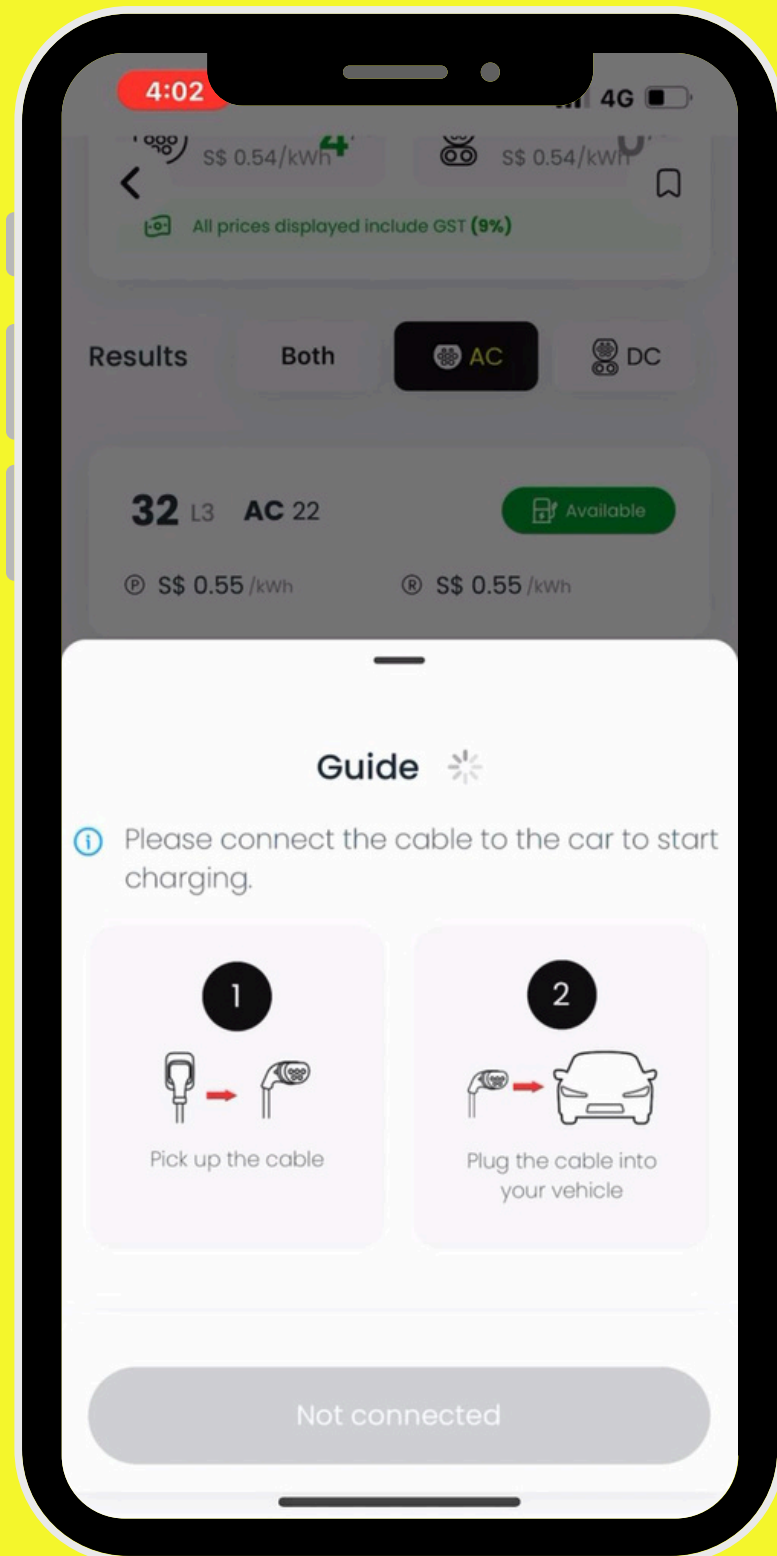 4:02
4G
S$ 0.54/kWh
S$ 0.54/kWh
All prices displayed include GST (9%)
Results
Both
AC
DC
32 L3 AC 22
Available
P S$ 0.55 /kWh
R S$ 0.55 /kWh
Guide
Please connect the cable to the car to start
charging.
1
Pick up the cable
2
Plug the cable into
your vehicle
Not connected